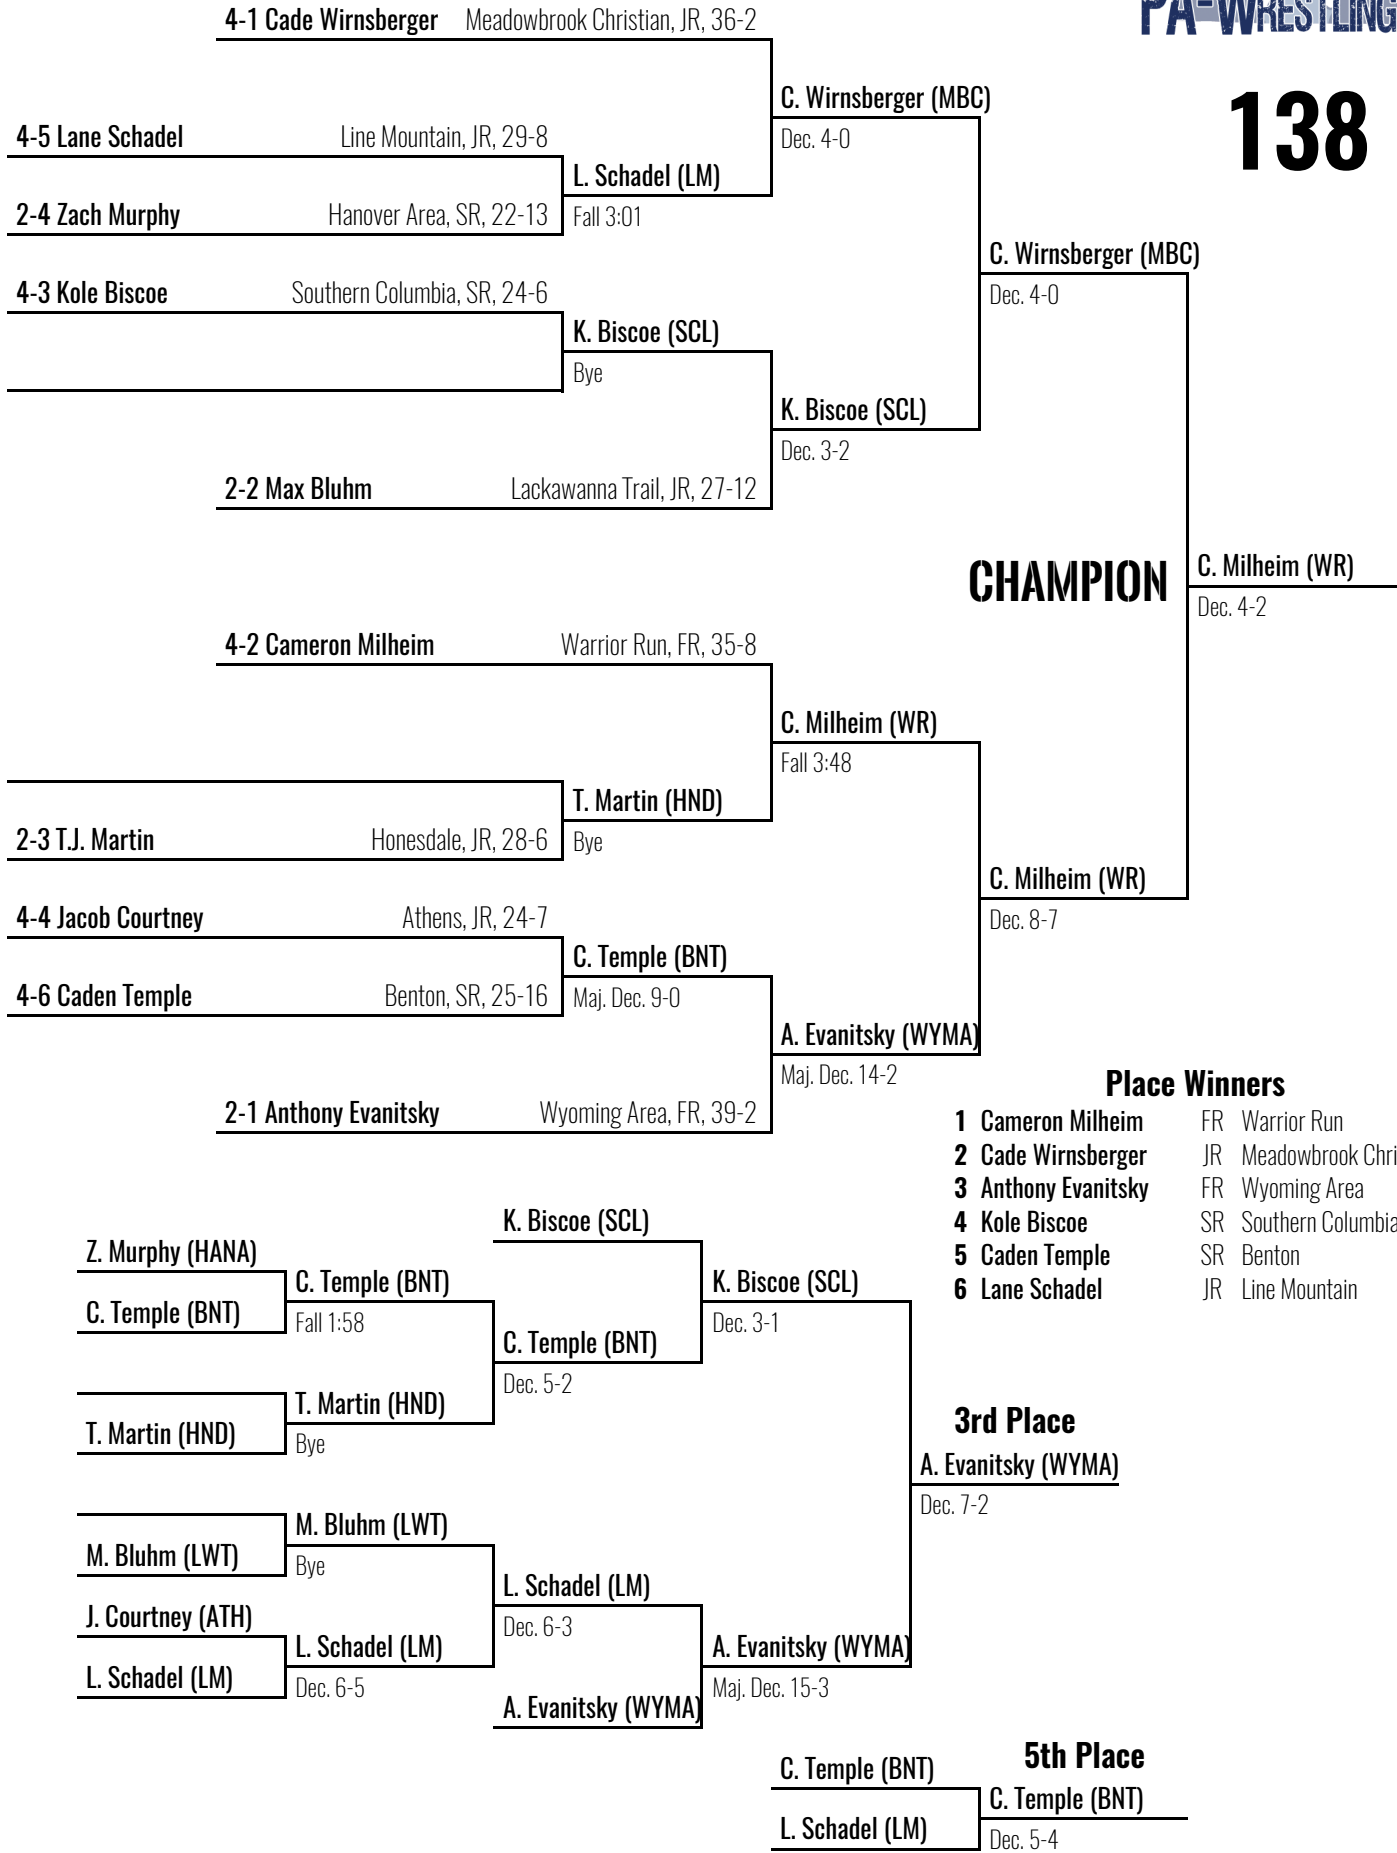 PA-WRESTLING
138
4-1 Cade Wirnsberger Meadowbrook Christian, JR, 36-2
C. Wirnsberger (MBC)
Dec. 4-0
4-5 Lane Schadel Line Mountain, JR, 29-8
L. Schadel (LM)
Fall 3:01
2-4 Zach Murphy Hanover Area, SR, 22-13
C. Wirnsberger (MBC)
Dec. 4-0
4-3 Kole Biscoe Southern Columbia, SR, 24-6
K. Biscoe (SCL)
Bye
K. Biscoe (SCL)
Dec. 3-2
2-2 Max Bluhm Lackawanna Trail, JR, 27-12
CHAMPION
C. Milheim (WR)
Dec. 4-2
4-2 Cameron Milheim Warrior Run, FR, 35-8
C. Milheim (WR)
Fall 3:48
T. Martin (HND)
Bye
2-3 T.J. Martin Honesdale, JR, 28-6
C. Milheim (WR)
Dec. 8-7
4-4 Jacob Courtney Athens, JR, 24-7
C. Temple (BNT)
Maj. Dec. 9-0
4-6 Caden Temple Benton, SR, 25-16
A. Evanitsky (WYMA)
Maj. Dec. 14-2
2-1 Anthony Evanitsky Wyoming Area, FR, 39-2
Place Winners
1 Cameron Milheim FR Warrior Run
2 Cade Wirnsberger JR Meadowbrook Chri
3 Anthony Evanitsky FR Wyoming Area
4 Kole Biscoe SR Southern Columbia
5 Caden Temple SR Benton
6 Lane Schadel JR Line Mountain
K. Biscoe (SCL)
Z. Murphy (HANA)
C. Temple (BNT)
Fall 1:58
C. Temple (BNT)
K. Biscoe (SCL)
Dec. 3-1
C. Temple (BNT)
Dec. 5-2
T. Martin (HND)
Bye
T. Martin (HND)
3rd Place
A. Evanitsky (WYMA)
Dec. 7-2
M. Bluhm (LWT)
Bye
M. Bluhm (LWT)
L. Schadel (LM)
Dec. 6-3
J. Courtney (ATH)
L. Schadel (LM)
Dec. 6-5
L. Schadel (LM)
A. Evanitsky (WYMA)
Maj. Dec. 15-3
A. Evanitsky (WYMA)
5th Place
C. Temple (BNT)
C. Temple (BNT)
Dec. 5-4
L. Schadel (LM)